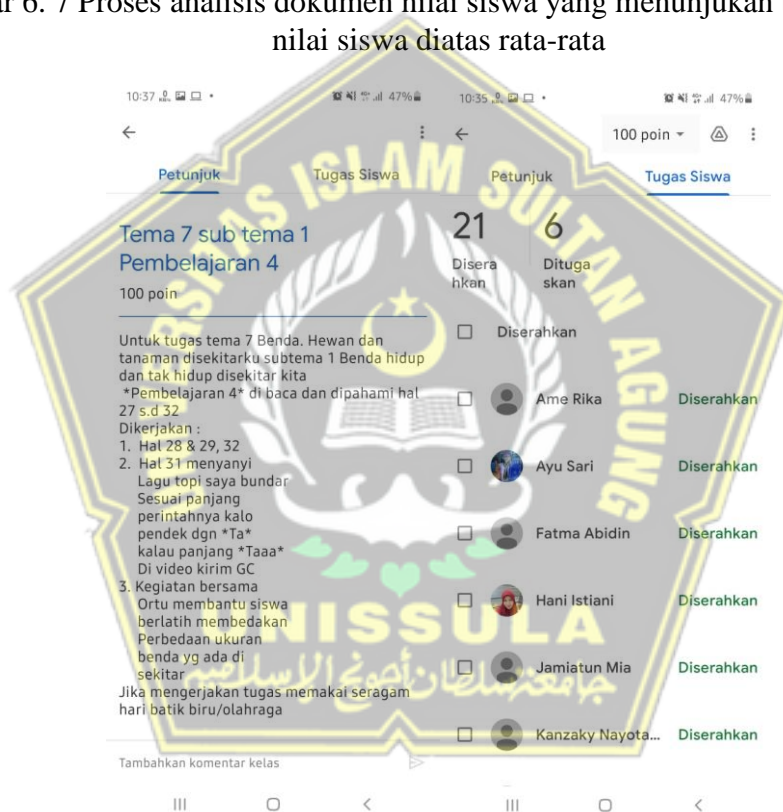 6. 7 Proses analisis dokumen nilai siswa yang menunjukan
nilai siswa diatas rata-rata
10:37
47%
Petunjuk
Tugas Siswa
Tema 7 sub tema 1
Pembelajaran 4
100 poin
Untuk tugas tema 7 Benda. Hewan dan
tanaman disekitarku subtema 1 Benda hidup
dan tak hidup disekitar kita
*Pembelajaran 4* di baca dan dipahami hal
27 s.d 32
Dikerjakan :
1. Hal 28 & 29, 32
2. Hal 31 menyanyi
Lagu topi saya bundar
Sesuai panjang
perintahnya kalo
pendek dgn *Ta*
kalau panjang *Taaa*
Di video kirim GC
3. Kegiatan bersama
Ortu membantu siswa
berlatih membedakan
Perbedaan ukuran
benda yg ada di
sekitar
Jika mengerjakan tugas memakai seragam
hari batik biru/olahraga
Tambahkan komentar kelas
10:35
47%
100 poin
Petunjuk
Tugas Siswa
21
6
Disera
hkan
Dituga
skan
Diserahkan
Ame Rika Diserahkan
Ayu Sari Diserahkan
Fatma Abidin Diserahkan
Hani Istiani Diserahkan
Jamiatun Mia Diserahkan
Kanzaky Nayota... Diserahkan
UNIVERSITAS ISLAM SULTAN AGUNG
UNISSULA
جامعنسلطان أجونج الإسلامية